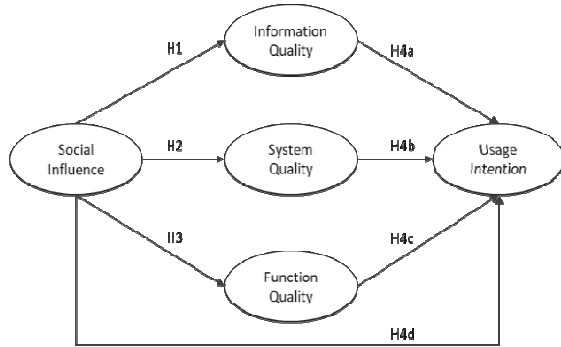 Information
Quality
H1
H4a
Social
Influence
H2
System
Quality
H4b
Usage
Intention
H3
Function
Quality
H4c
H4d